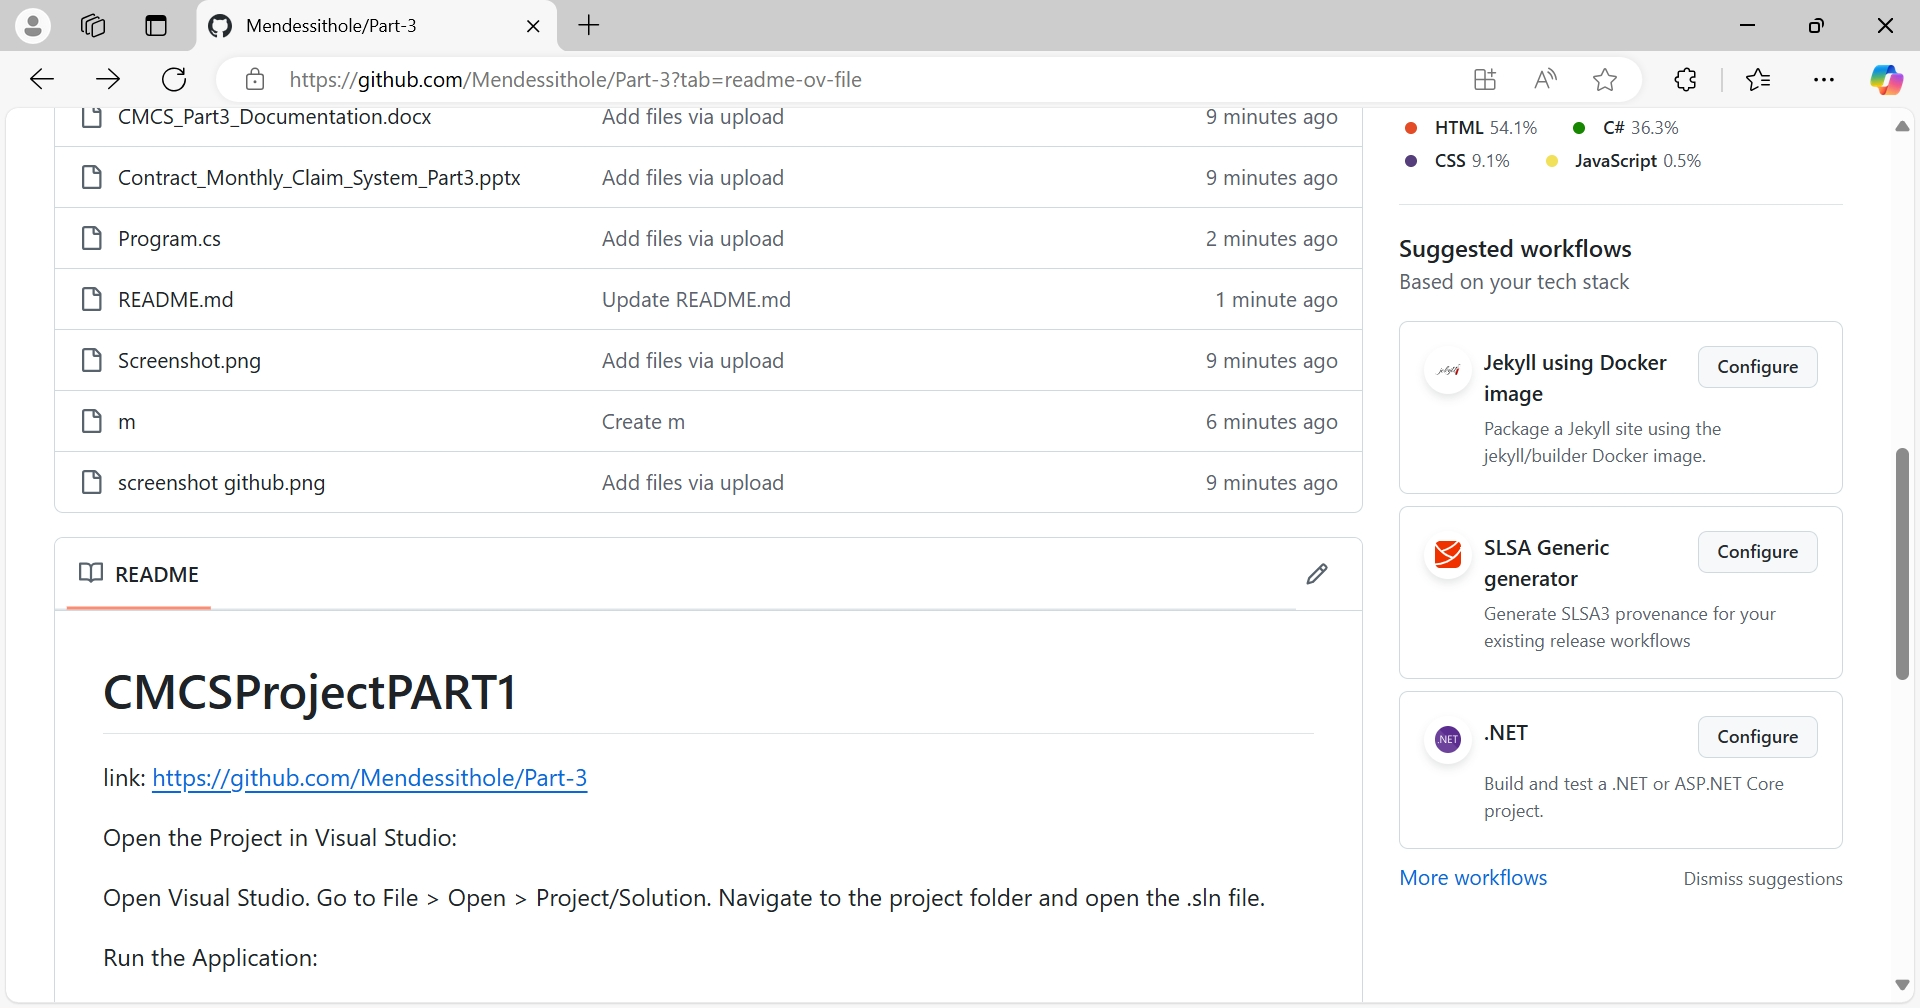 Mendessithole/Part-3
https://github.com/Mendessithole/Part-3?tab=readme-ov-file
CMCS_Part3_Documentation.docx Add files via upload 9 minutes ago
Contract_Monthly_Claim_System_Part3.pptx Add files via upload 9 minutes ago
Program.cs Add files via upload 2 minutes ago
README.md Update README.md 1 minute ago
Screenshot.png Add files via upload 9 minutes ago
m Create m 6 minutes ago
screenshot github.png Add files via upload 9 minutes ago
README
CMCSProjectPART1
link: https://github.com/Mendessithole/Part-3
Open the Project in Visual Studio:
Open Visual Studio. Go to File > Open > Project/Solution. Navigate to the project folder and open the .sln file.
Run the Application:
HTML 54.1% C# 36.3%
CSS 9.1% JavaScript 0.5%
Suggested workflows
Based on your tech stack
jekyll
Jekyll using Docker
image
Configure
Package a Jekyll site using the
jekyll/builder Docker image.
SLSA Generic
generator
Configure
Generate SLSA3 provenance for your
existing release workflows
.NET
.NET
Configure
Build and test a .NET or ASP.NET Core
project.
More workflows Dismiss suggestions